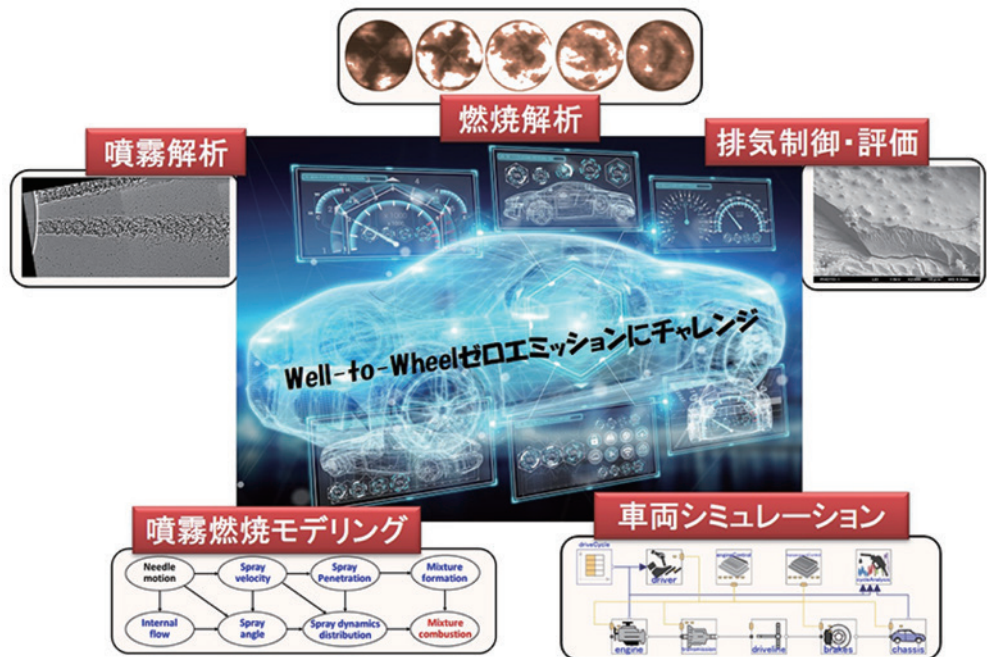 燃焼解析
噴霧解析
排気制御・評価
Well-to-Wheelゼロエミッションにチャレンジ
噴霧燃焼モデリング
Needle
motion
Spray
velocity
Spray
Penetration
Mixture
formation
Internal
flow
Spray
angle
Spray dynamics
distribution
Mixture
combustion
車両シミュレーション
driveCycle
driver
engineControl
cycleAnalysis
engine
transmission
driveline
brakes
chassis